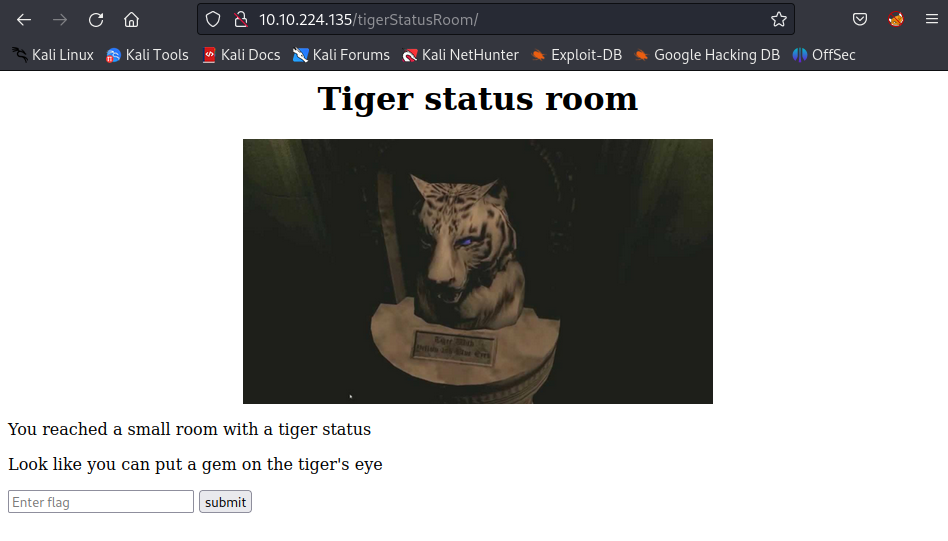 10.10.224.135/tigerStatusRoom/
Kali Linux Kali Tools Kali Docs Kali Forums Kali NetHunter Exploit-DB Google Hacking DB OffSec
Tiger status room
You reached a small room with a tiger status
Look like you can put a gem on the tiger's eye
Enter flag submit